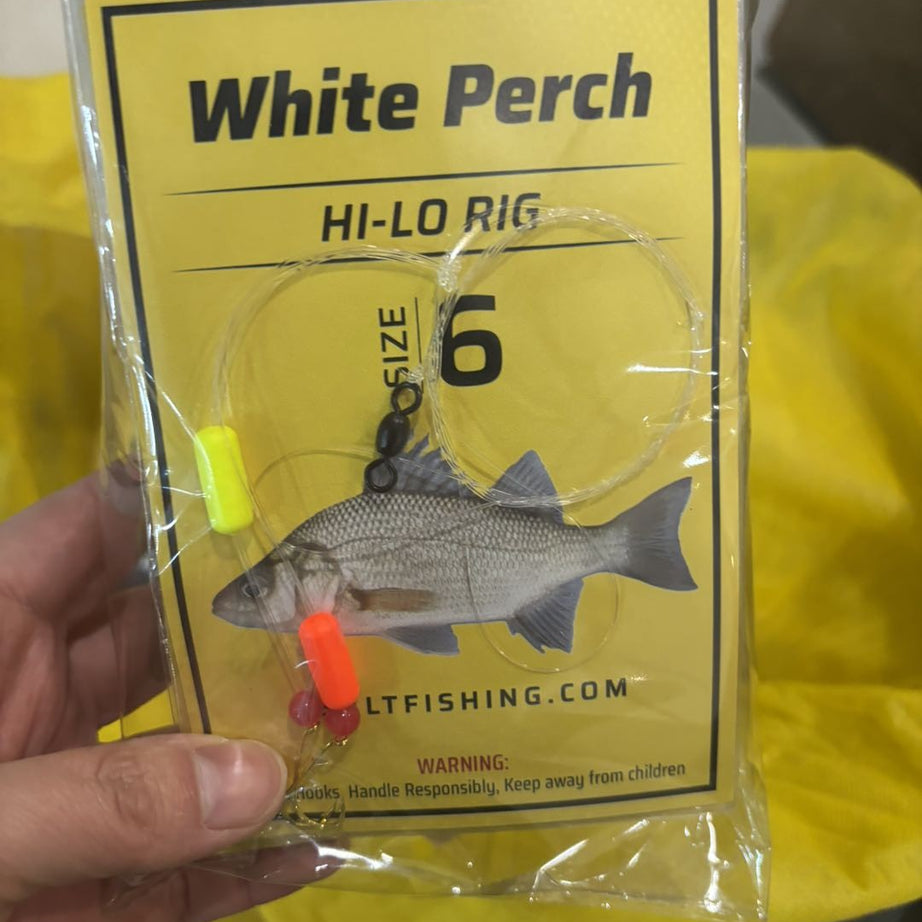 White Perch
HI-LO RIG
SIZE 6
LTFISHING.COM
WARNING:
Hooks Handle Responsibly, Keep away from children